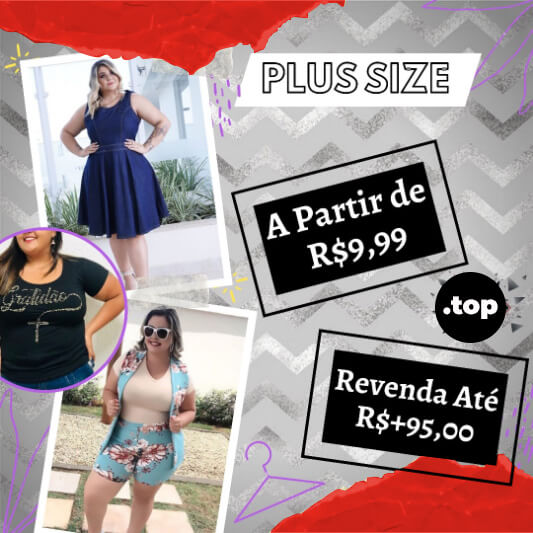 PLUS SIZE
A Partir de
R$9,99
Gratidão
.top
Revenda Até
R$+95,00